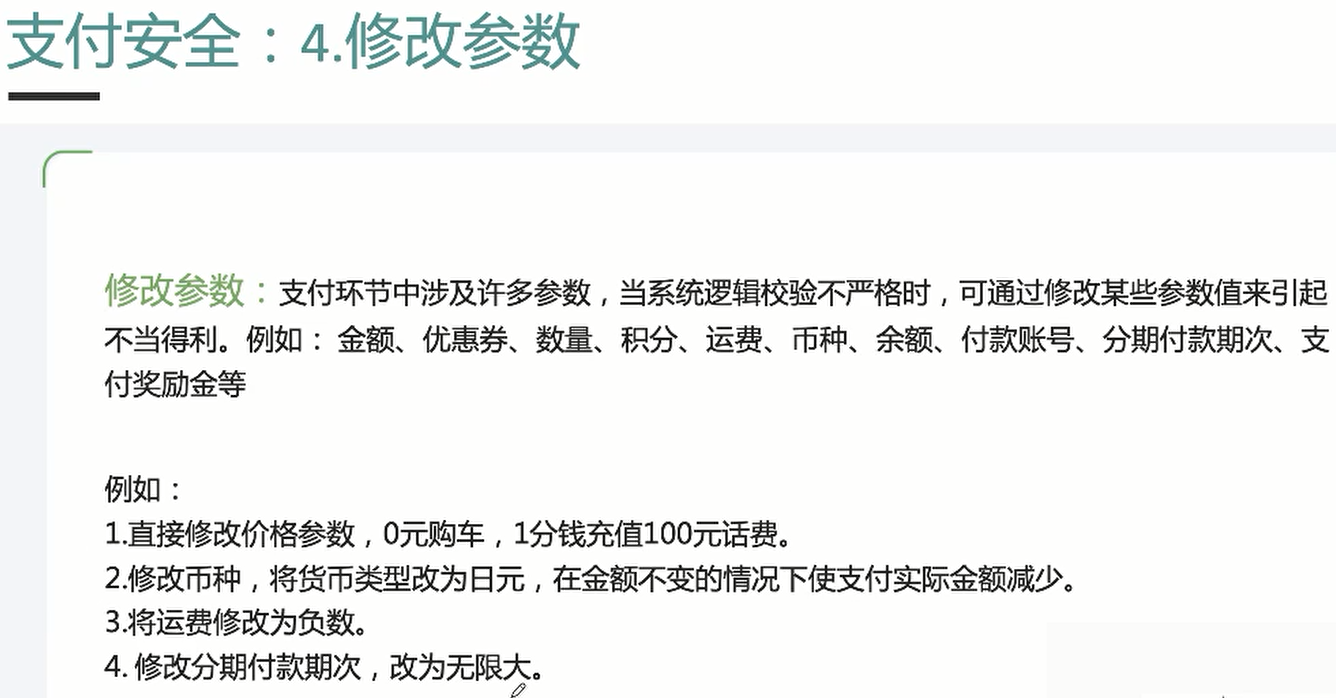 支付安全：4.修改参数
修改参数：支付环节中涉及许多参数，当系统逻辑校验不严格时，可通过修改某些参数值来引起
不当得利。例如： 金额、优惠券、数量、积分、运费、币种、余额、付款账号、分期付款期次、支
付奖励金等
例如：
1.直接修改价格参数，0元购车，1分钱充值100元话费。
2.修改币种，将货币类型改为日元，在金额不变的情况下使支付实际金额减少。
3.将运费修改为负数。
4. 修改分期付款期次，改为无限大。